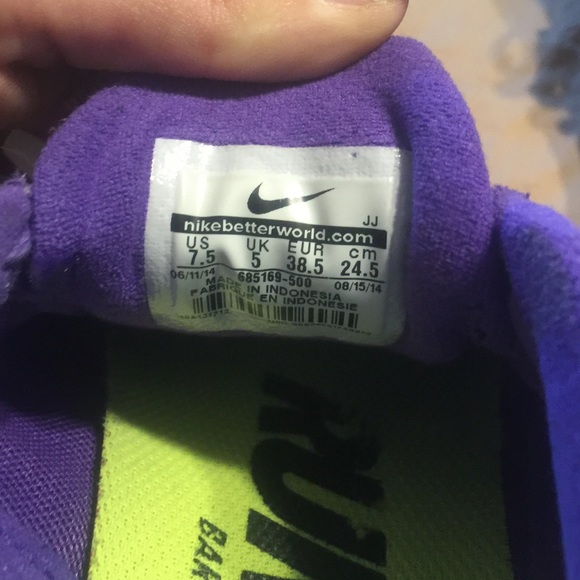 JJ
nikebetterworld.com
US UK EUR cm
7.5 5 38.5 24.5
06/11/14 685169-500 08/15/14
MADE IN INDONESIA
FABRIQUE EN INDONESIE